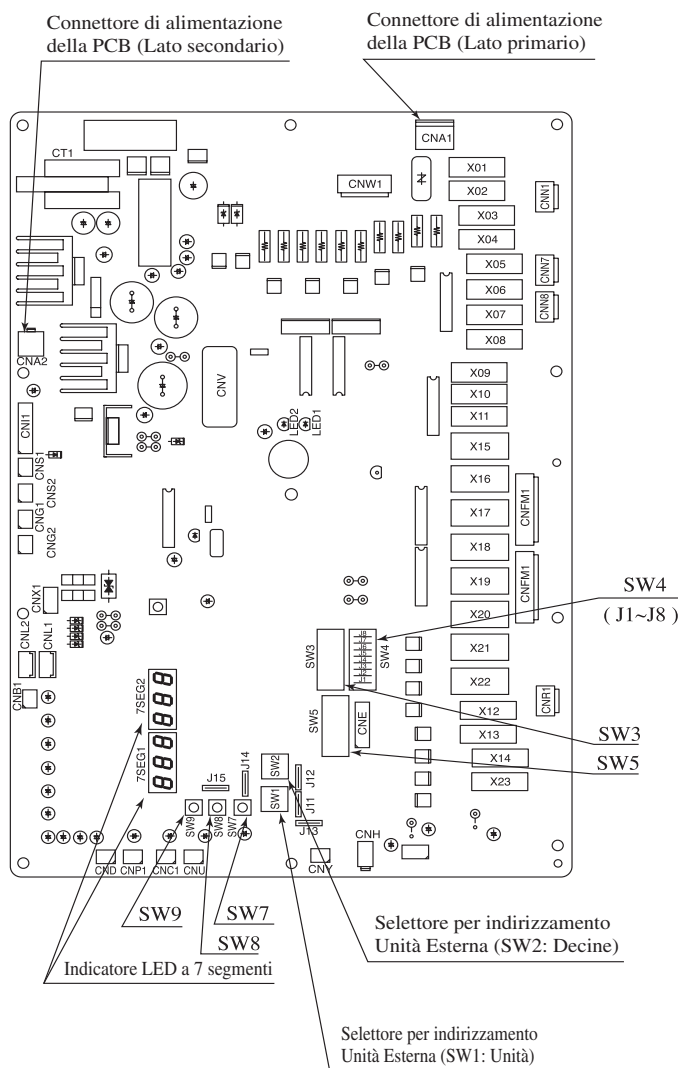 Connettore di alimentazione
della PCB (Lato secondario)
Connettore di alimentazione
della PCB (Lato primario)
CNA1
CT1
CNW1
X01
X02
CNN1
X03
X04
X05
CNN7
X06
CNN8
X07
X08
CNA2
CNV
X09
X10
X11
LED2
LED1
CNI1
CNS1
CNS2
CNG1
CNG2
X15
X16
X17
CNFM1
X18
X19
CNFM1
X20
SW4
( J1~J8 )
CNX1
CNL2
CNL1
CNB1
SW3
SW4
X21
X22
7SEG2
7SEG1
SW5
CNE
X12
CNR1
X13
SW3
SW5
X14
X23
J15
J14
SW2
J12
SW1
J11
J13
SW9
SW8
SW7
CND
CNP1
CNC1
CNU
CNY
CNH
SW9
SW7
SW8
Indicatore LED a 7 segmenti
Selettore per indirizzamento
Unità Esterna (SW2: Decine)
Selettore per indirizzamento
Unità Esterna (SW1: Unità)